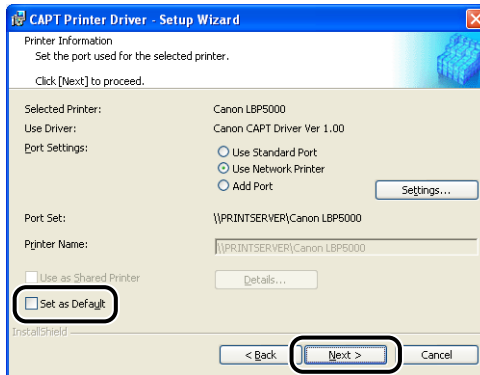 CAPT Printer Driver - Setup Wizard
Printer Information
Set the port used for the selected printer.
Click [Next] to proceed.
Selected Printer: Canon LBP5000
Use Driver: Canon CAPT Driver Ver 1.00
Port Settings: Use Standard Port
Use Network Printer
Add Port Settings...
Port Set: \\PRINTSERVER\Canon LBP5000
Printer Name: \\PRINTSERVER\Canon LBP5000
Use as Shared Printer Details...
Set as Default
InstallShield
< Back Next > Cancel